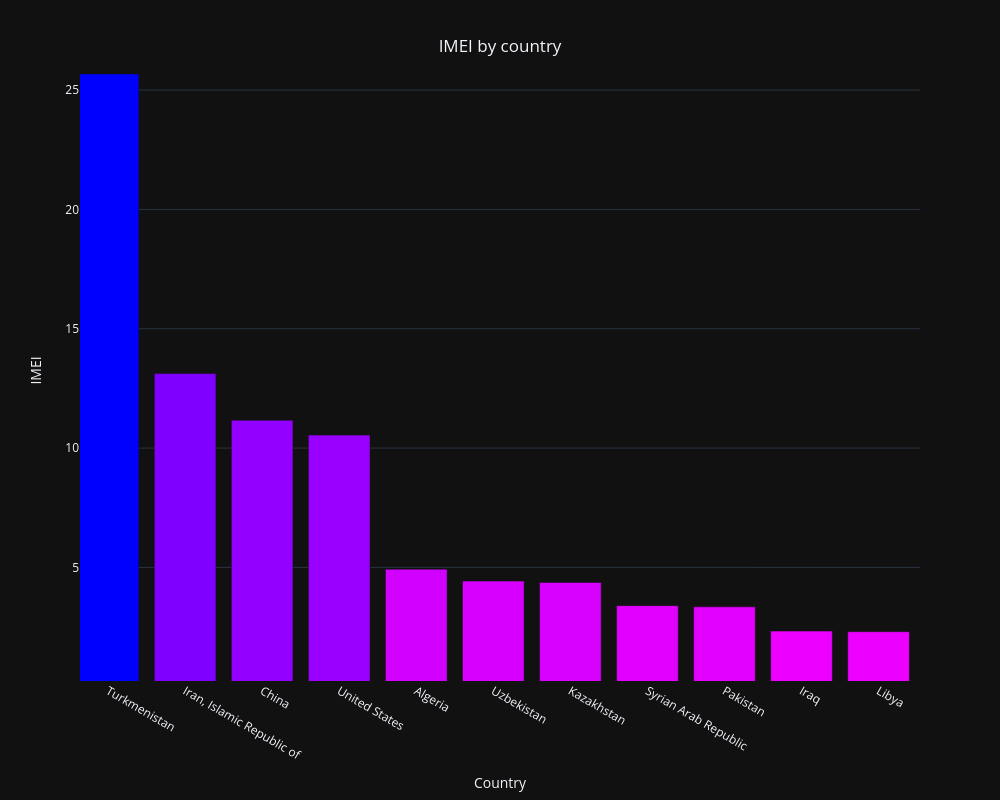 IMEI by country
25
20
15
10
5
IMEI
Turkmenistan
Iran, Islamic Republic of
China
United States
Algeria
Uzbekistan
Kazakhstan
Syrian Arab Republic
Pakistan
Iraq
Libya
Country